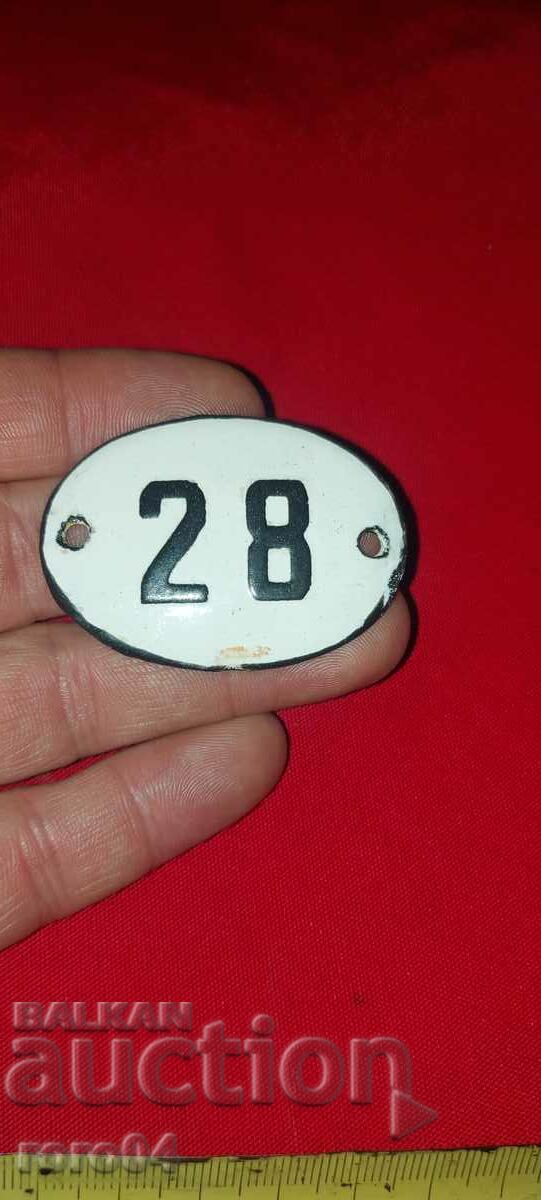 28
BALKAN
auction
roro04